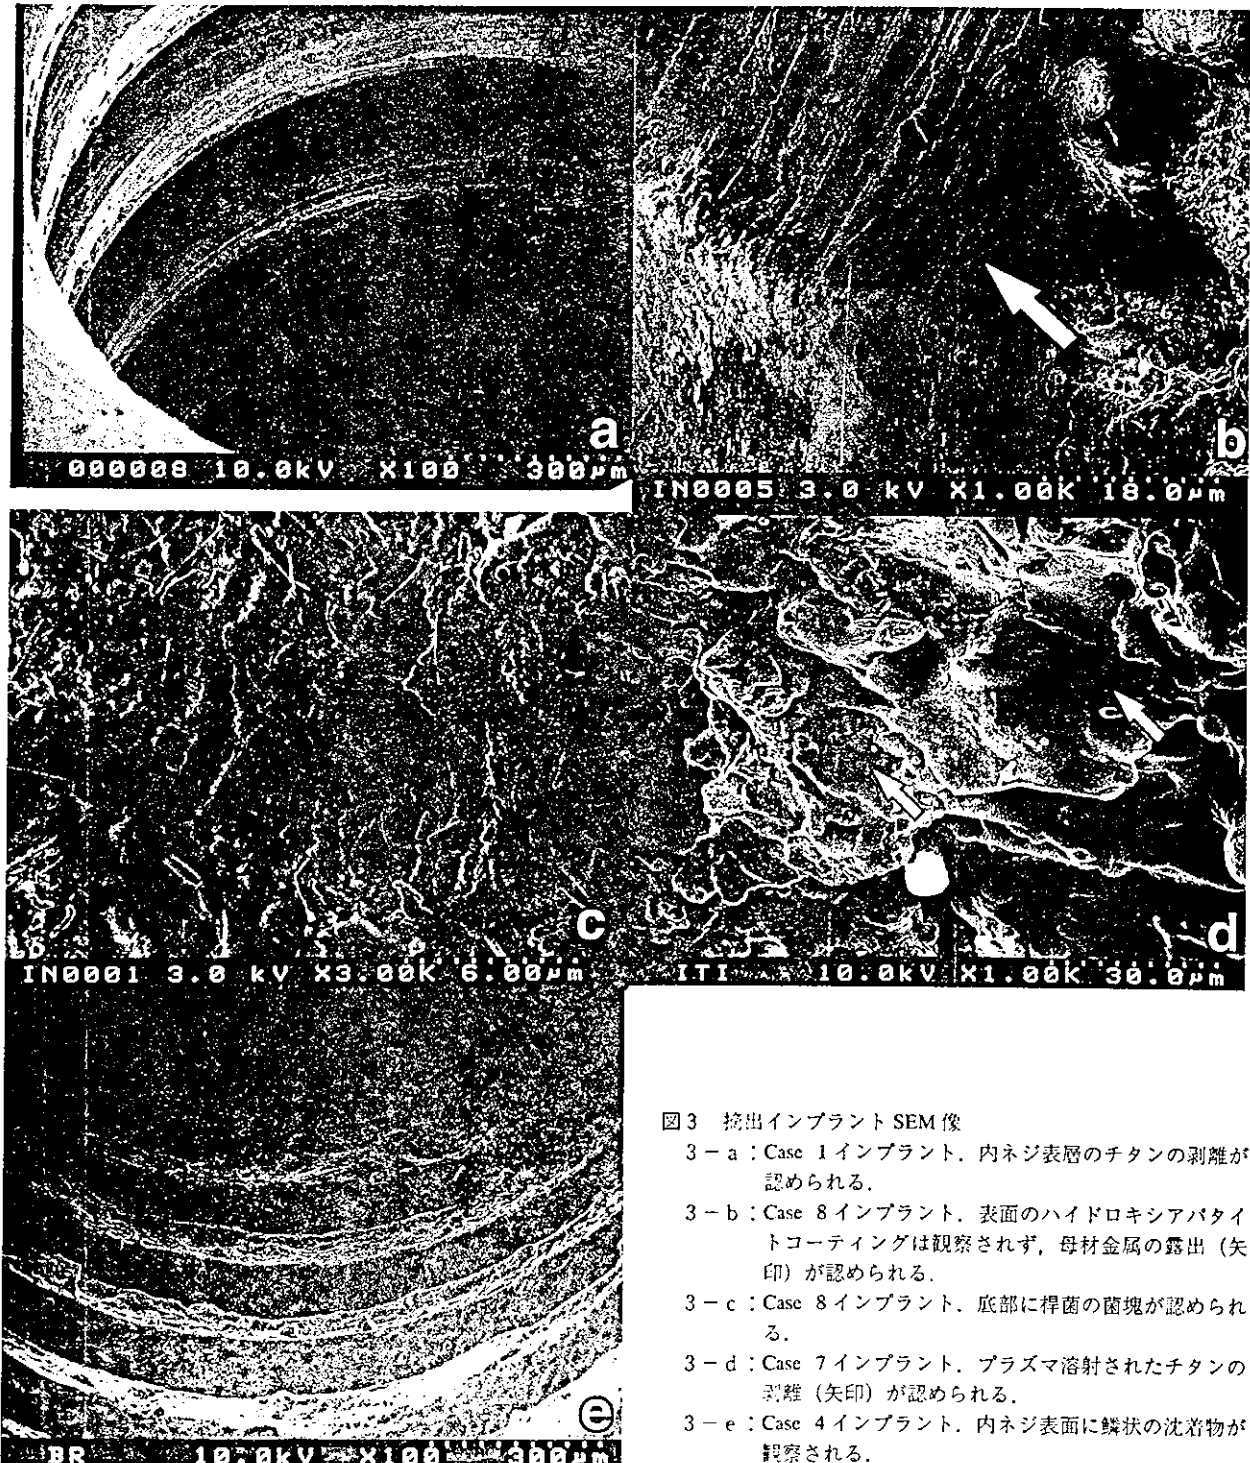 a
000008 10.0kV X100 300μm
b
IN0005 3.0 kV X1.00K 18.0μm
c
IN0001 3.0 kV X3.00K 6.00μm
d
ITI 10.0kV X1.00K 30.0μm
e
BR 10.0kV X100 300μm
図3 摘出インプラント SEM 像
3-a：Case 1インプラント．内ネジ表層のチタンの剥離が
認められる．
3-b：Case 8インプラント．表面のハイドロキシアパタイ
トコーティングは観察されず，母材金属の露出（矢
印）が認められる．
3-c：Case 8インプラント．底部に桿菌の菌塊が認められ
る．
3-d：Case 7インプラント．プラズマ溶射されたチタンの
剥離（矢印）が認められる．
3-e：Case 4インプラント．内ネジ表面に鱗状の沈着物が
観察される．